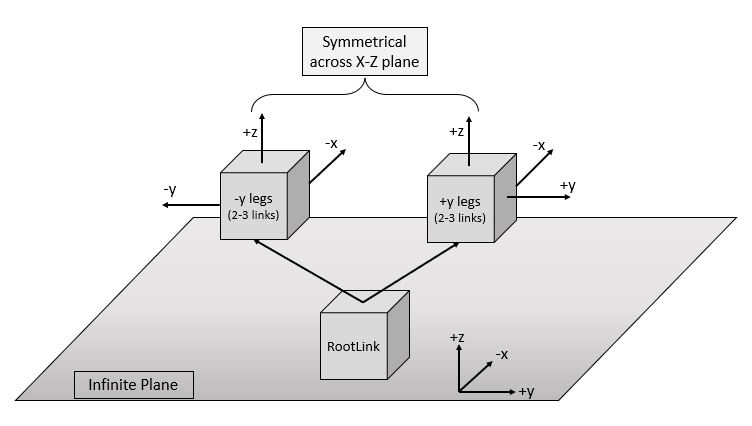 Symmetrical
across X-Z plane
+z
-x
-y
-y legs
(2-3 links)
+z
-x
+y
+y legs
(2-3 links)
RootLink
+z
-x
+y
Infinite Plane